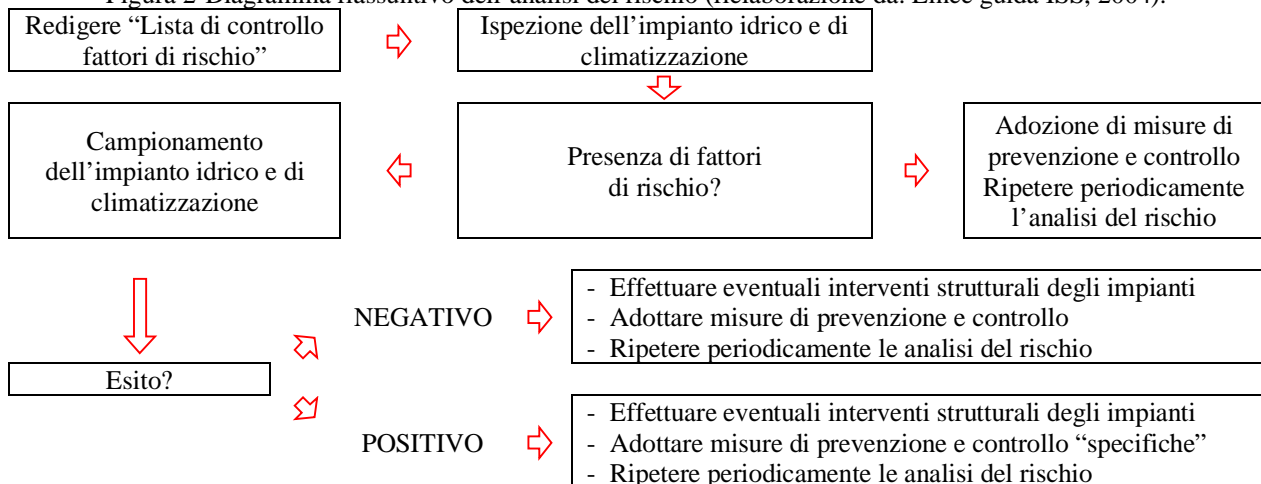 Figura 2-Diagramma riassuntivo dell'analisi del rischio (rielaborazione da: Linee guida ISS, 2004).
Redigere “Lista di controllo
fattori di rischio”
Ispezione dell’impianto idrico e di
climatizzazione
Campionamento
dell’impianto idrico e di
climatizzazione
Presenza di fattori
di rischio?
Adozione di misure di
prevenzione e controllo
Ripetere periodicamente
l’analisi del rischio
NEGATIVO
- Effettuare eventuali interventi strutturali degli impianti
- Adottare misure di prevenzione e controllo
- Ripetere periodicamente le analisi del rischio
Esito?
POSITIVO
- Effettuare eventuali interventi strutturali degli impianti
- Adottare misure di prevenzione e controllo “specifiche”
- Ripetere periodicamente le analisi del rischio